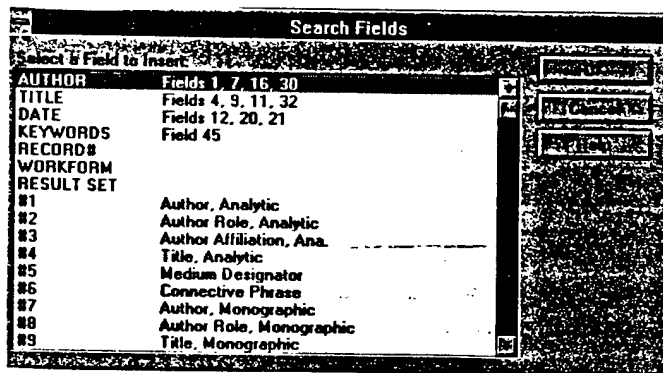 Search Fields
Select a Field to Insert:
AUTHOR Fields 1, 7, 16, 30
TITLE Fields 4, 9, 11, 32
DATE Fields 12, 20, 21
KEYWORDS Field 45
RECORD#
WORKFORM
RESULT SET
#1 Author, Analytic
#2 Author Role, Analytic
#3 Author Affiliation, Ana.
#4 Title, Analytic
#5 Medium Designator
#6 Connective Phrase
#7 Author, Monographic
#8 Author Role, Monographic
#9 Title, Monographic
Cancel
Help